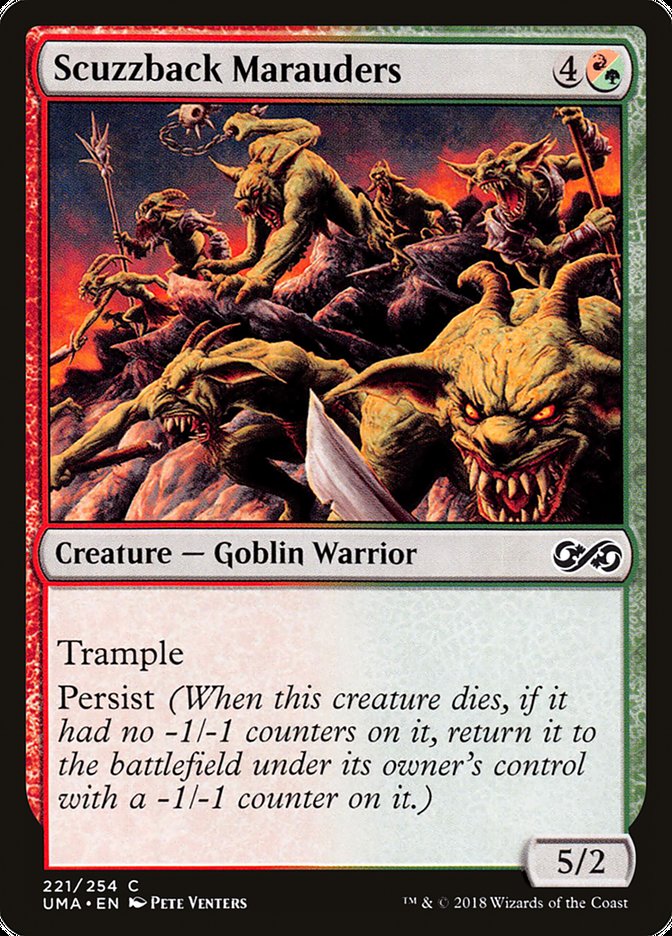 Scuzzback Marauders 4
Creature — Goblin Warrior
Trample
Persist (When this creature dies, if it
had no -1/-1 counters on it, return it to
the battlefield under its owner's control
with a -1/-1 counter on it.)
5/2
221/254 C
UMA • EN Pete Venters
™ & © 2018 Wizards of the Coast